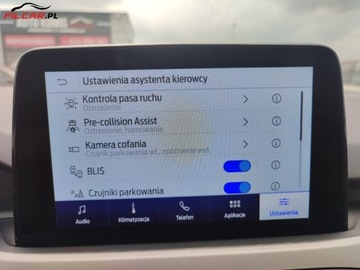 FILCAR.PL
Ustawienia asystenta kierowcy
Kontrola pasa ruchu
Ostrzeżenie
Pre-collision Assist
Ostrzeżenie, hamowanie
Kamera cofania
Czujnik parkowania wł., opóźnienie wył.
BLIS
Czujniki parkowania
Audio
Klimatyzacja
Telefon
Aplikacje
Ustawienia